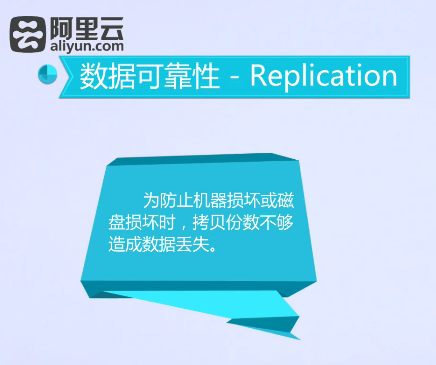 阿里云
aliyun.com
数据可靠性 - Replication
为防止机器损坏或磁
盘损坏时，拷贝份数不够
造成数据丢失。